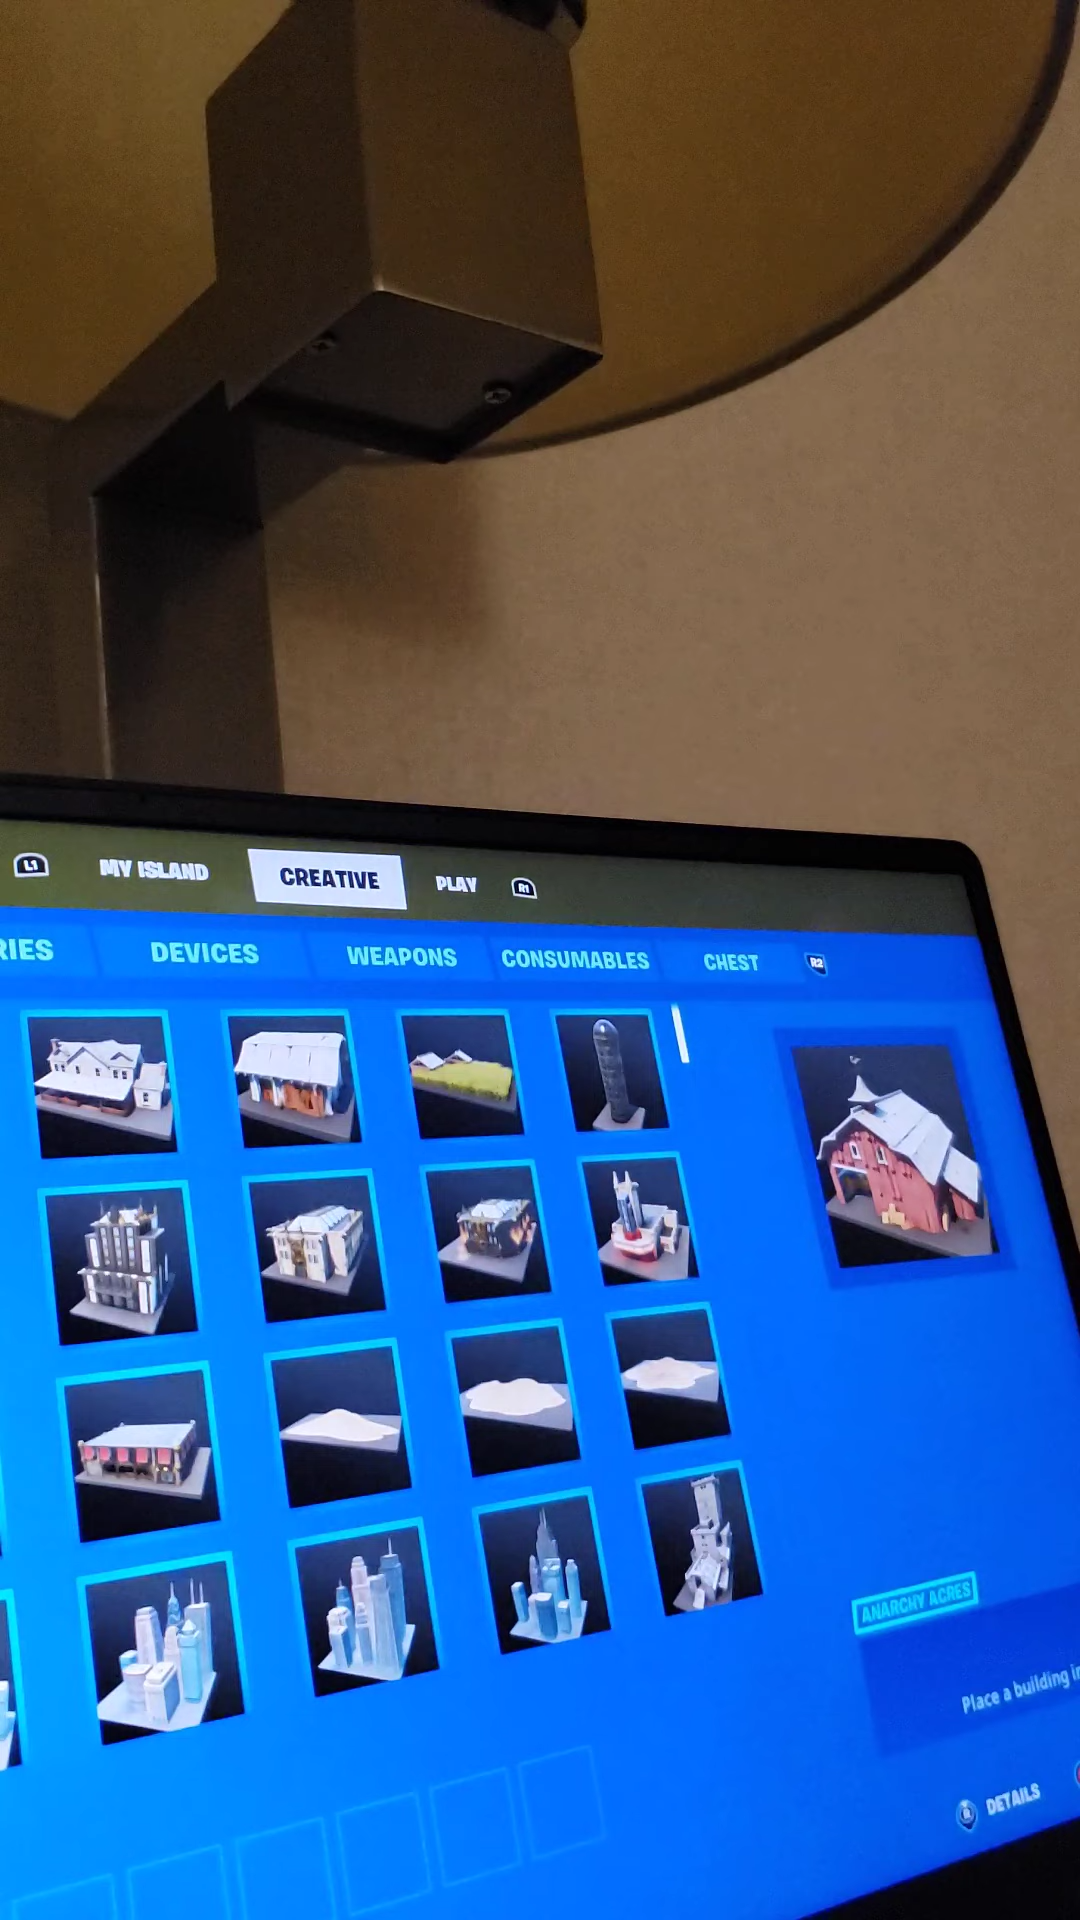 L1 MY ISLAND CREATIVE PLAY R1
RIES DEVICES WEAPONS CONSUMABLES CHEST R2
ANARCHY ACRES
Place a building i
R DETAILS